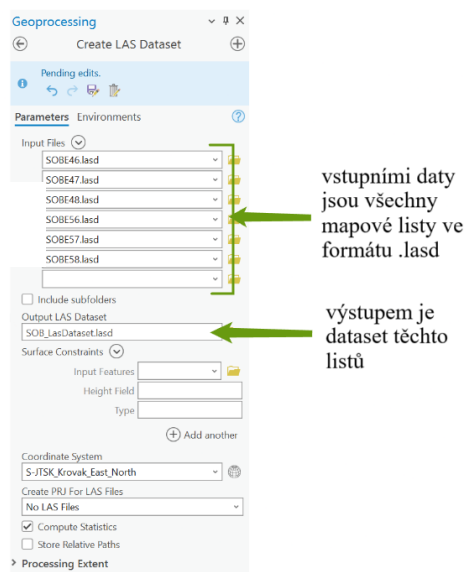 Geoprocessing
Create LAS Dataset
Pending edits.
Parameters Environments
Input Files
SOBE46.lasd
SOBE47.lasd
SOBE48.lasd
SOBE56.lasd
SOBE57.lasd
SOBE58.lasd
vstupními daty
jsou všechny
mapové listy ve
formátu .lasd
Include subfolders
Output LAS Dataset
SOB_LasDataset.lasd
výstupem je
dataset těchto
listů
Surface Constraints
Input Features
Height Field
Type
Add another
Coordinate System
S-JTSK_Krovak_East_North
Create PRJ For LAS Files
No LAS Files
Compute Statistics
Store Relative Paths
Processing Extent